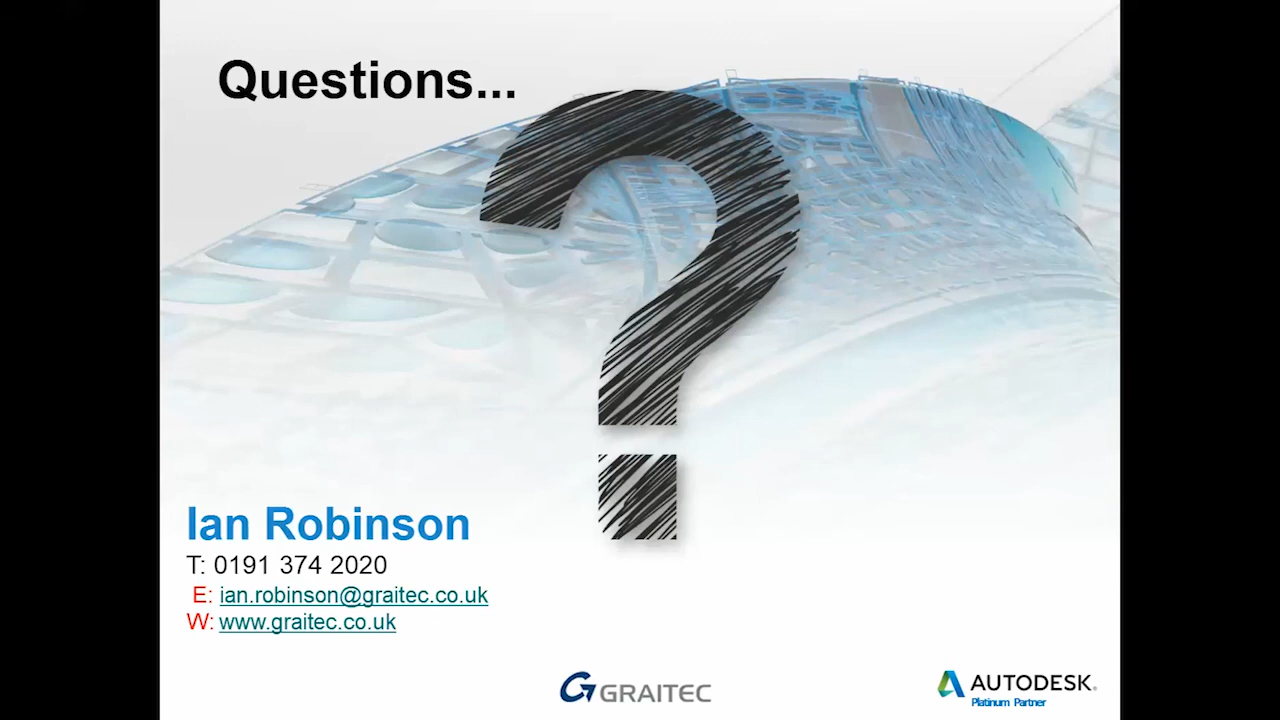 Questions...
Ian Robinson
T: 0191 374 2020
E: ian.robinson@graitec.co.uk
W: www.graitec.co.uk
GRAITEC
AUTODESK®
Platinum Partner